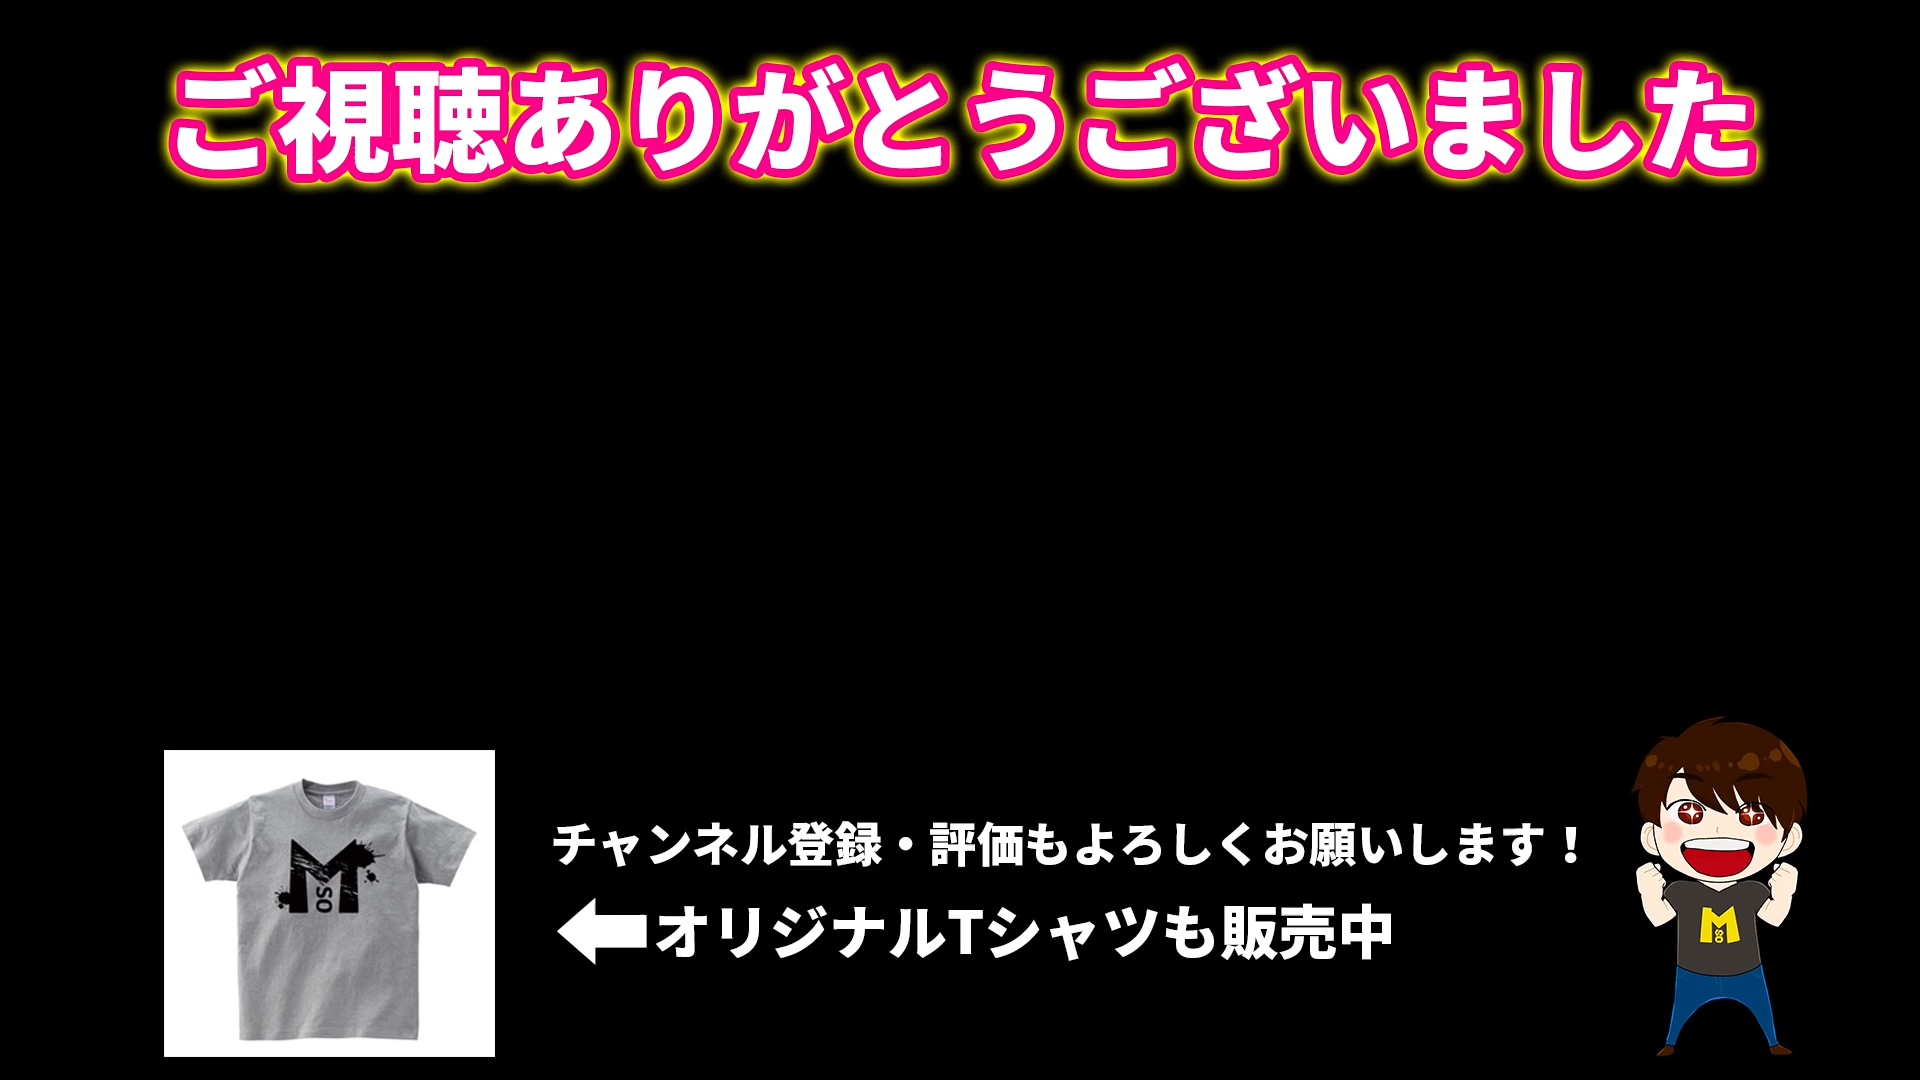 ご視聴ありがとうございました
チャンネル登録・評価もよろしくお願いします！
オリジナルTシャツも販売中
M
SO
M
SO